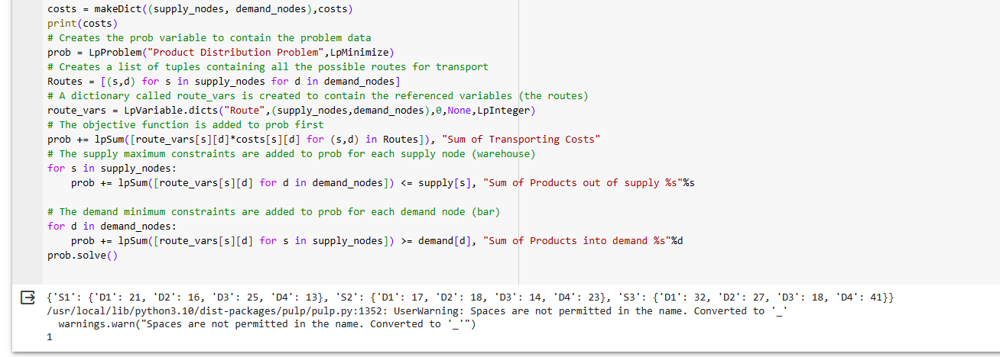 costs = makeDict((supply_nodes, demand_nodes),costs)
print(costs)
# Creates the prob variable to contain the problem data
prob = LpProblem("Product Distribution Problem",LpMinimize)
# Creates a list of tuples containing all the possible routes for transport
Routes = [(s,d) for s in supply_nodes for d in demand_nodes]
# A dictionary called route_vars is created to contain the referenced variables (the routes)
route_vars = LpVariable.dicts("Route",(supply_nodes,demand_nodes),0,None,LpInteger)
# The objective function is added to prob first
prob += lpSum([route_vars[s][d]*costs[s][d] for (s,d) in Routes]), "Sum of Transporting Costs"
# The supply maximum constraints are added to prob for each supply node (warehouse)
for s in supply_nodes:
    prob += lpSum([route_vars[s][d] for d in demand_nodes]) <= supply[s], "Sum of Products out of supply %s"%s
# The demand minimum constraints are added to prob for each demand node (bar)
for d in demand_nodes:
    prob += lpSum([route_vars[s][d] for s in supply_nodes]) >= demand[d], "Sum of Products into demand %s"%d
prob.solve()
{'S1': {'D1': 21, 'D2': 16, 'D3': 25, 'D4': 13}, 'S2': {'D1': 17, 'D2': 18, 'D3': 14, 'D4': 23}, 'S3': {'D1': 32, 'D2': 27, 'D3': 18, 'D4': 41}}
/usr/local/lib/python3.10/dist-packages/pulp/pulp.py:1352: UserWarning: Spaces are not permitted in the name. Converted to '_'
  warnings.warn("Spaces are not permitted in the name. Converted to '_'")
1